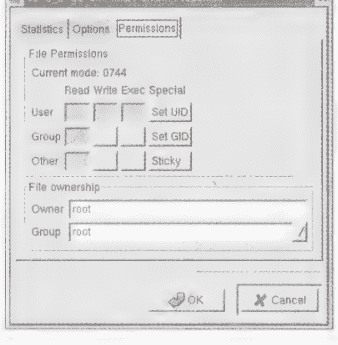 Statistics Options Permissions
File Permissions
Current mode: 0744
Read Write Exec Special
User Set UID
Group Set GID
Other Sticky
File ownership
Owner root
Group root
OK Cancel